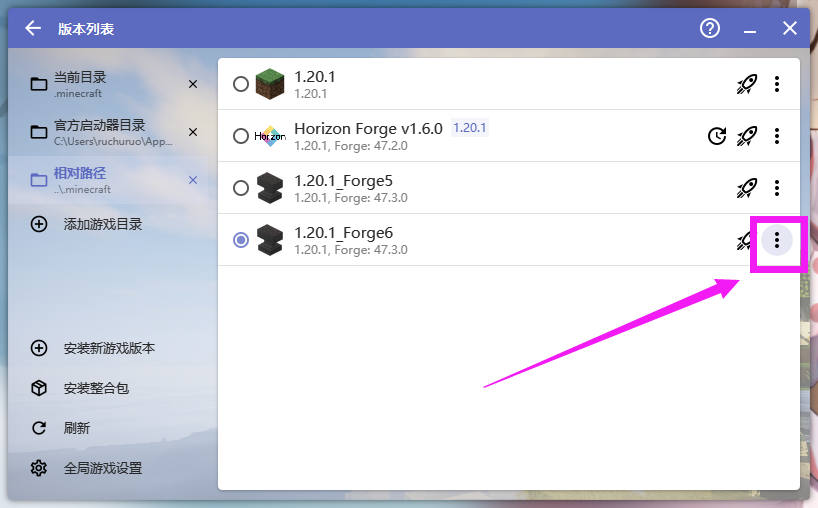 版本列表
当前目录
.minecraft
官方启动器目录
C:\Users\ruchuruo\App...
相对路径
..\.minecraft
添加游戏目录
安装新游戏版本
安装整合包
刷新
全局游戏设置
1.20.1
1.20.1
Horizon
Horizon Forge v1.6.0 1.20.1
1.20.1, Forge: 47.2.0
1.20.1_Forge5
1.20.1, Forge: 47.3.0
1.20.1_Forge6
1.20.1, Forge: 47.3.0